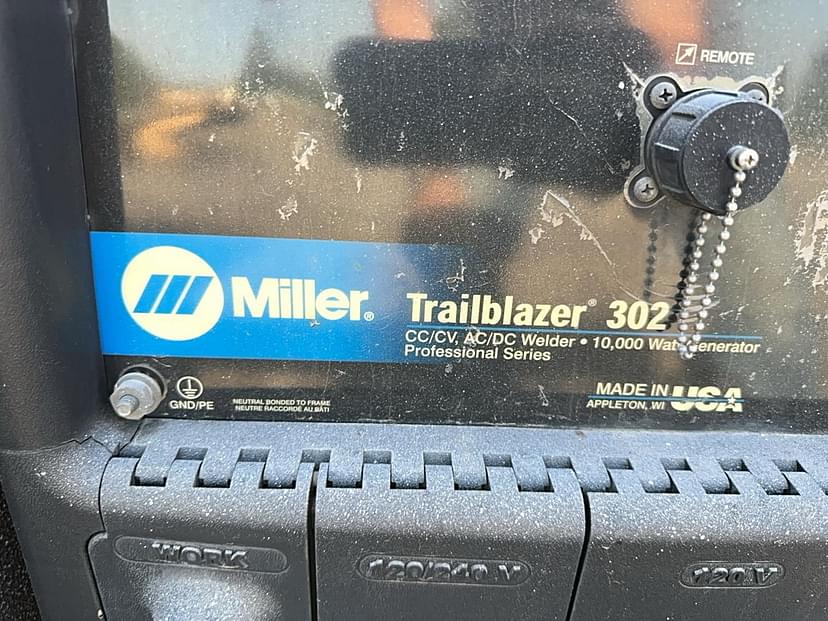 REMOTE
Miller®
Trailblazer® 302
CC/CV, AC/DC Welder • 10,000 Watt Generator
Professional Series
GND/PE
NEUTRAL BONDED TO FRAME
NEUTRE RACCORDÉ AU BÂTI
MADE IN USA
APPLETON, WI
WORK
120/240 V
120 V